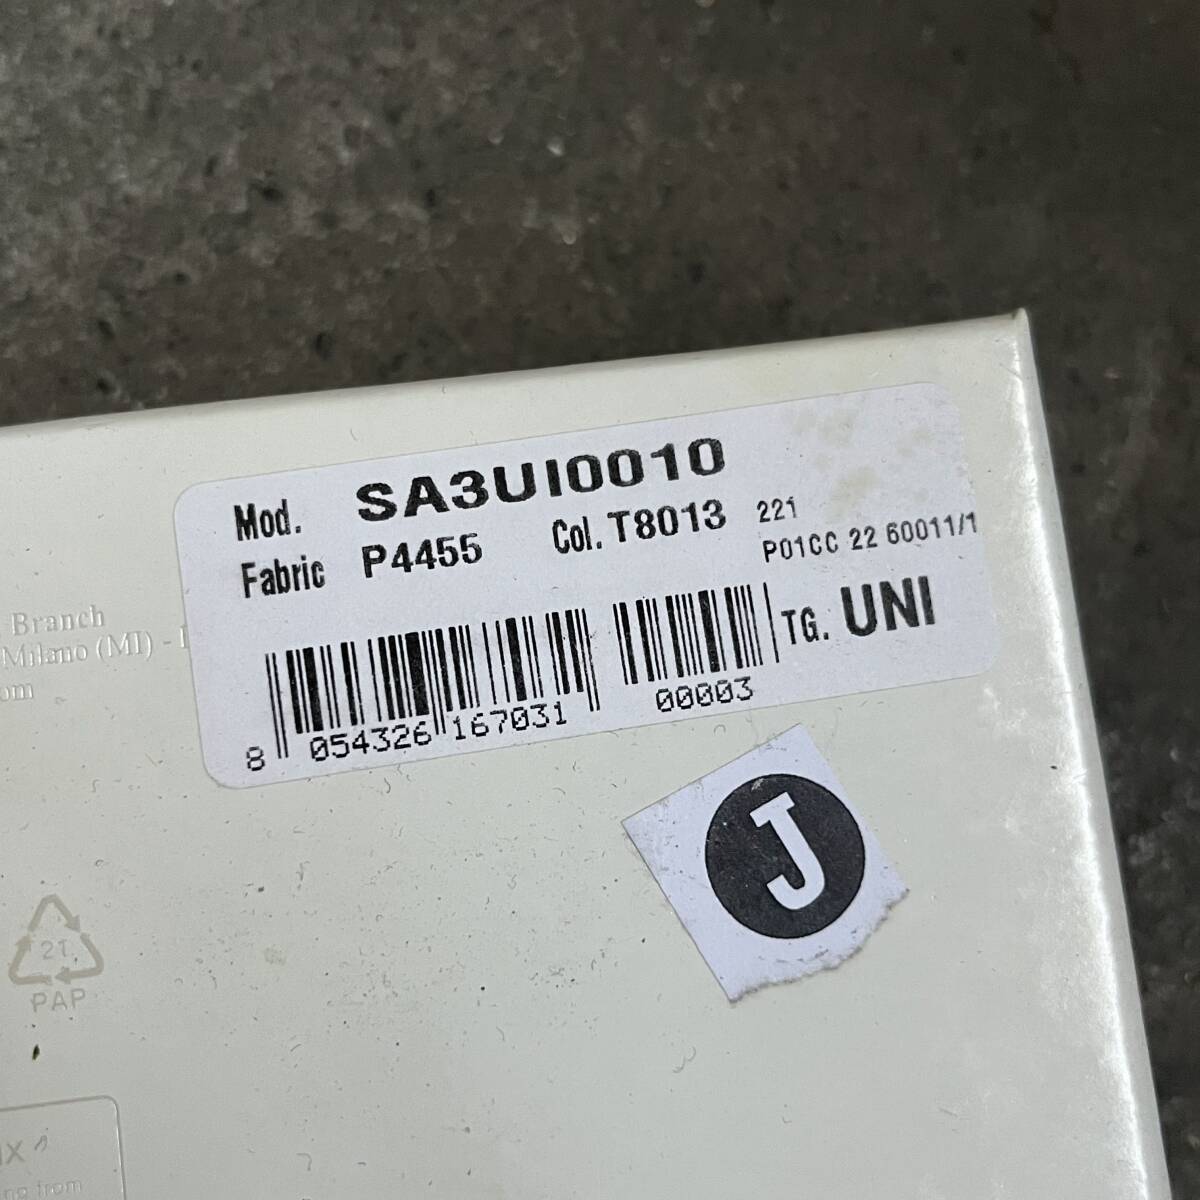 Mod. SA3UI0010
Fabric P4455 Col. T8013 221
P01CC 22 60011/1
TG. UNI
8 054326 167031 00003
Branch
Milano (MI) -
J
21
PAP